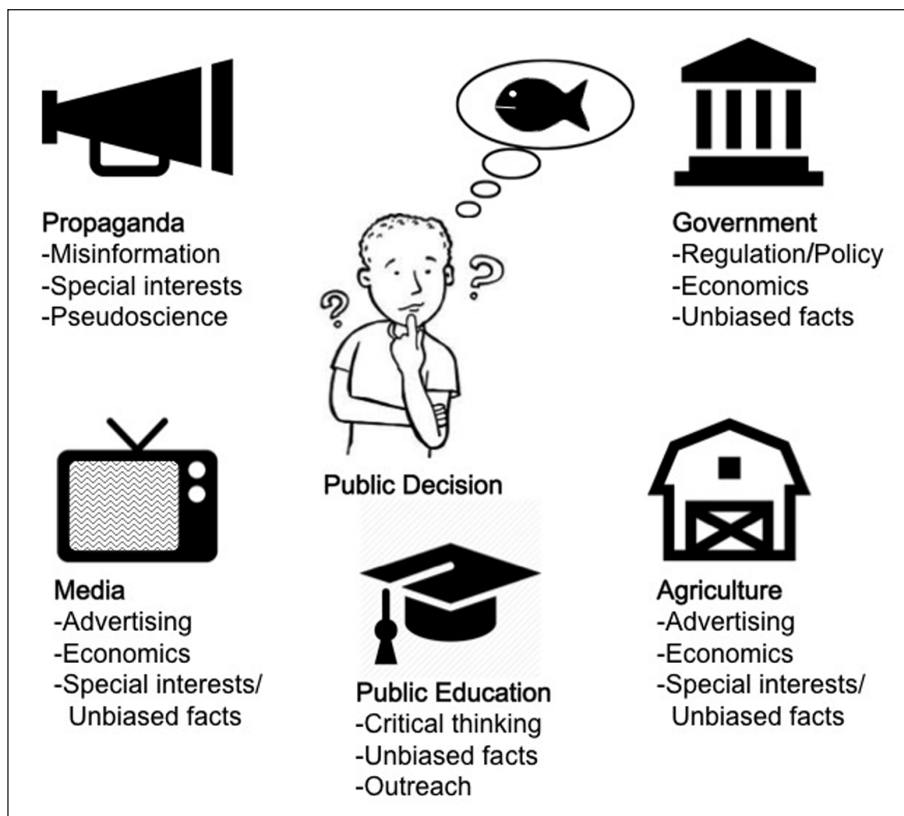 Propaganda
-Misinformation
-Special interests
-Pseudoscience
?
?
Government
-Regulation/Policy
-Economics
-Unbiased facts
Public Decision
Media
-Advertising
-Economics
-Special interests/
Unbiased facts
Public Education
-Critical thinking
-Unbiased facts
-Outreach
Agriculture
-Advertising
-Economics
-Special interests/
Unbiased facts